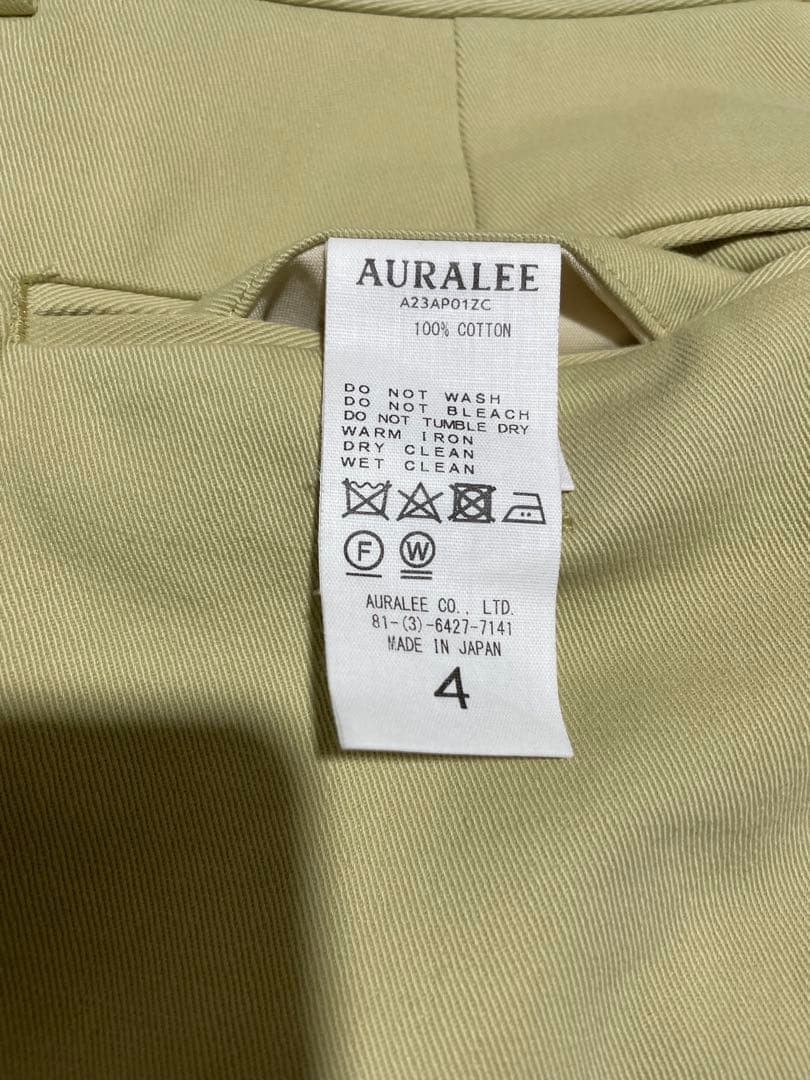 AURALEE
A23AP01ZC
100% COTTON
DO NOT WASH
DO NOT BLEACH
DO NOT TUMBLE DRY
WARM IRON
DRY CLEAN
WET CLEAN
F W
AURALEE CO., LTD.
81-(3)-6427-7141
MADE IN JAPAN
4